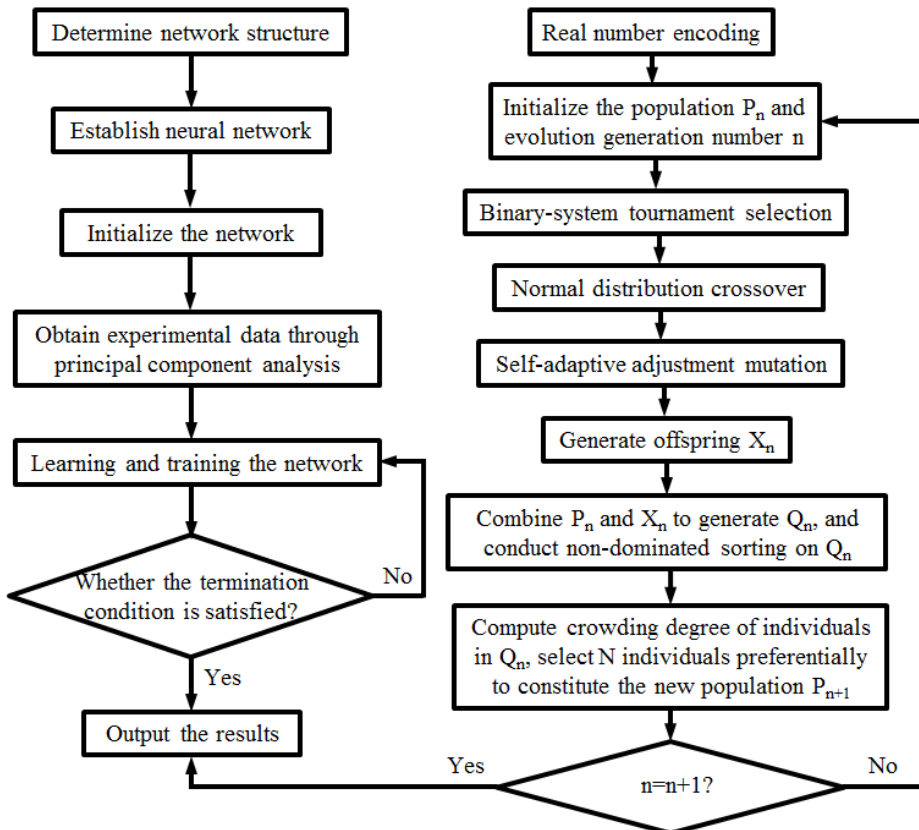 Determine network structure
Establish neural network
Initialize the network
Obtain experimental data through
principal component analysis
Learning and training the network
Whether the termination
condition is satisfied?
No
Yes
Output the results
Real number encoding
Initialize the population Pₙ and
evolution generation number n
Binary-system tournament selection
Normal distribution crossover
Self-adaptive adjustment mutation
Generate offspring Xₙ
Combine Pₙ and Xₙ to generate Qₙ, and
conduct non-dominated sorting on Qₙ
Compute crowding degree of individuals
in Qₙ, select N individuals preferentially
to constitute the new population Pₙ₊₁
n=n+1?
Yes
No